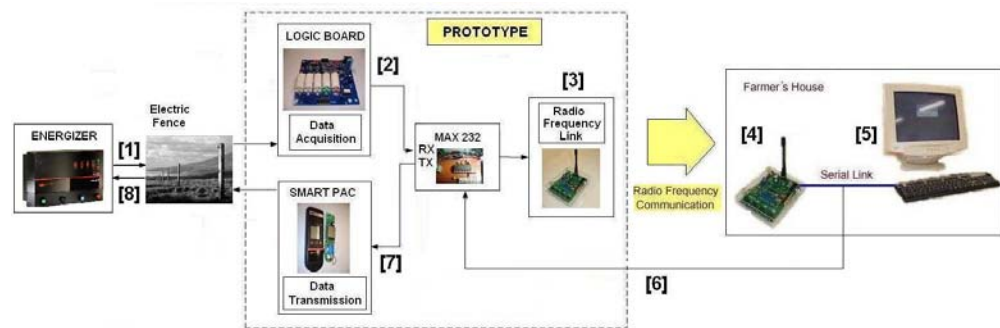 LOGIC BOARD
PROTOTYPE
[2]
[3]
Data
Acquisition
Electric
Fence
ENERGIZER
[1]
[8]
MAX 232
RX
TX
Radio
Frequency
Link
SMART PAC
[7]
Data
Transmission
Radio Frequency
Communication
Farmer's House
[4]
[5]
Serial Link
[6]